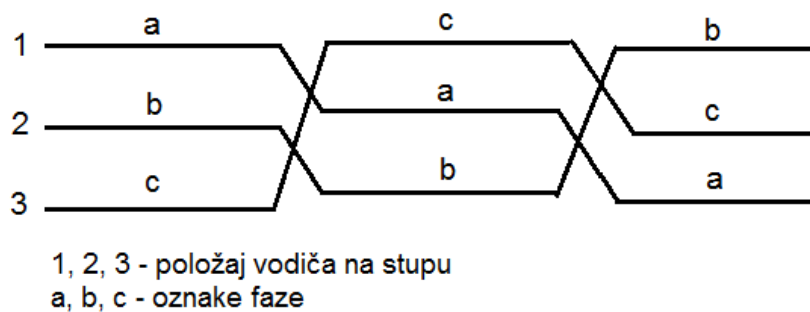 a c b
1
a c
2 b
b a
3 c
1, 2, 3 - položaj vodiča na stupu
a, b, c - oznake faze